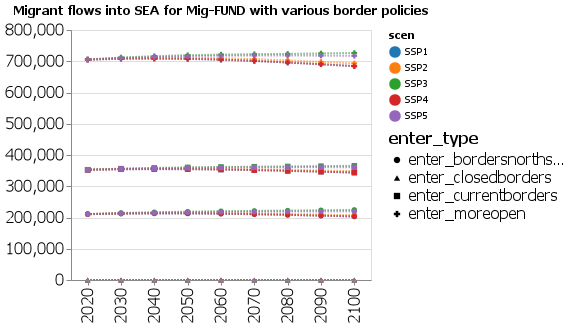 Migrant flows into SEA for Mig-FUND with various border policies
800,000
700,000
600,000
500,000
400,000
300,000
200,000
100,000
0
2020
2030
2040
2050
2060
2070
2080
2090
2100
scen
SSP1
SSP2
SSP3
SSP4
SSP5
enter_type
enter_bordersnorths…
enter_closedborders
enter_currentborders
enter_moreopen